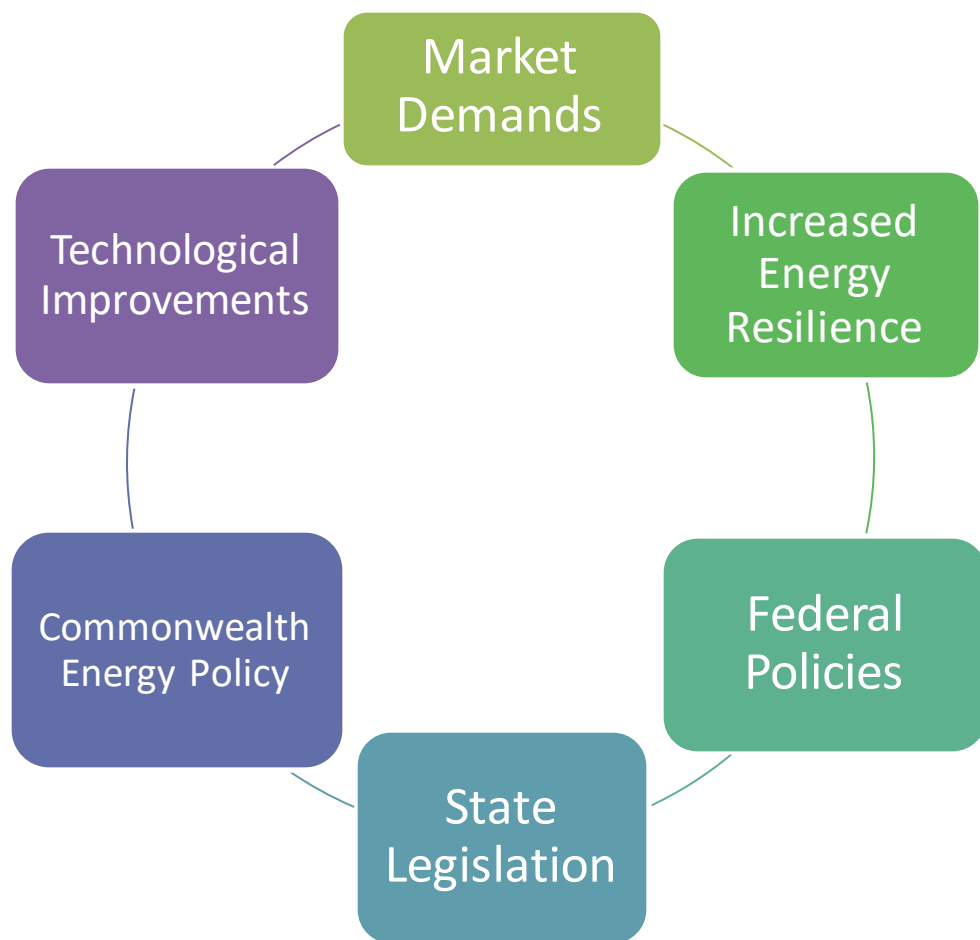 Market
Demands
Increased
Energy
Resilience
Federal
Policies
State
Legislation
Commonwealth
Energy Policy
Technological
Improvements